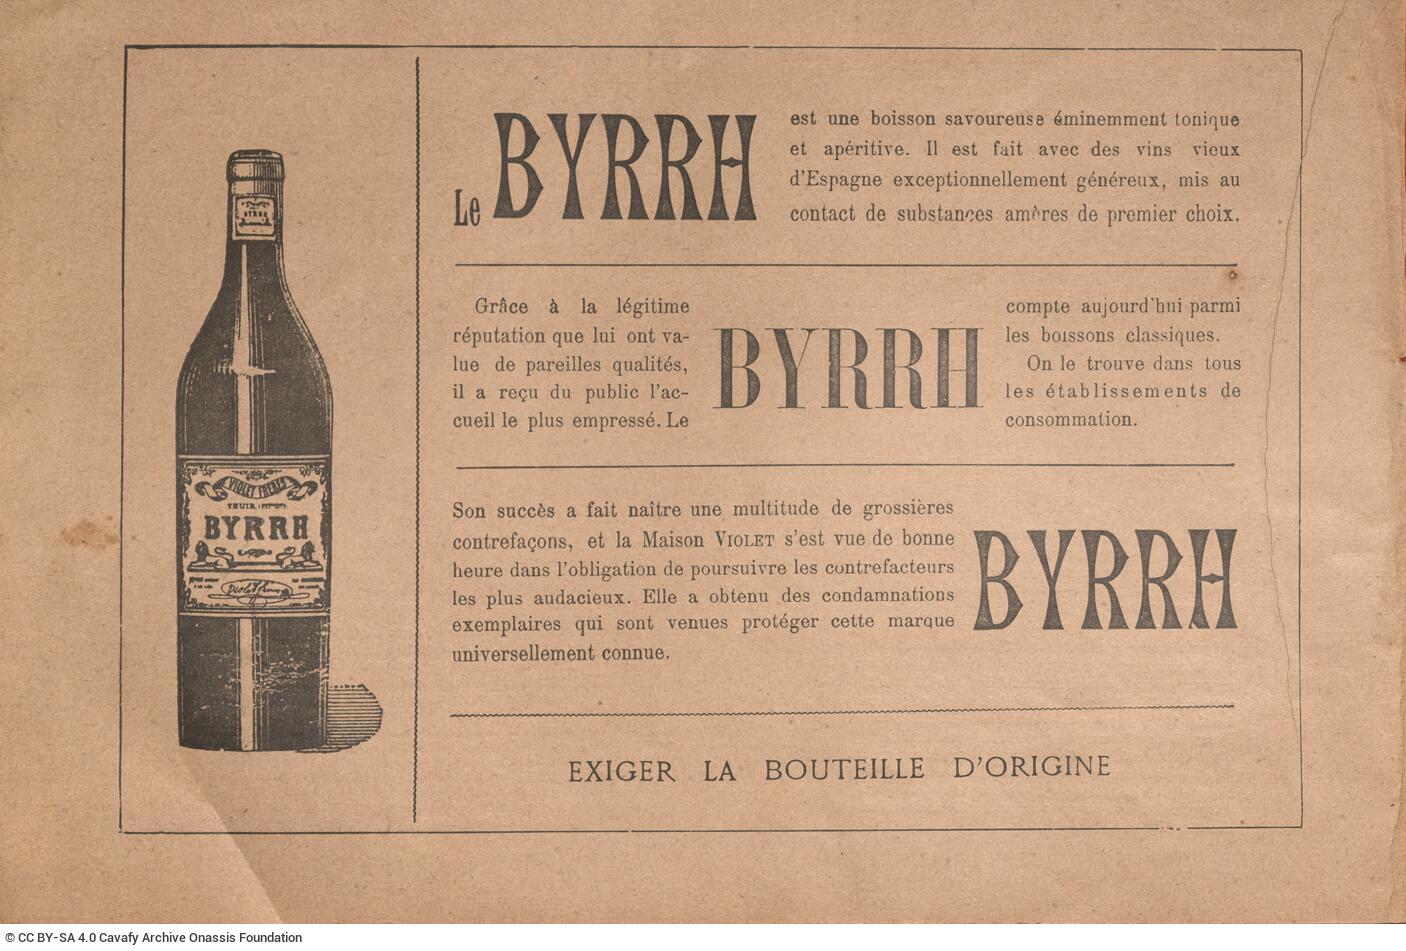 BYRRH
VIOLET FRÈRES
BYRRH
Le BYRRH
est une boisson savoureuse éminemment tonique
et apéritive. Il est fait avec des vins vieux
d'Espagne exceptionnellement généreux, mis au
contact de substances amères de premier choix.
Grâce à la légitime
réputation que lui ont va-
lue de pareilles qualités,
il a reçu du public l'ac-
cueil le plus empressé. Le
BYRRH
compte aujourd'hui parmi
les boissons classiques.
On le trouve dans tous
les établissements de
consommation.
Son succès a fait naître une multitude de grossières
contrefaçons, et la Maison VIOLET s'est vue de bonne
heure dans l'obligation de poursuivre les contrefacteurs
les plus audacieux. Elle a obtenu des condamnations
exemplaires qui sont venues protéger cette marque
universellement connue.
BYRRH
EXIGER LA BOUTEILLE D'ORIGINE
© CC BY-SA 4.0 Cavafy Archive Onassis Foundation